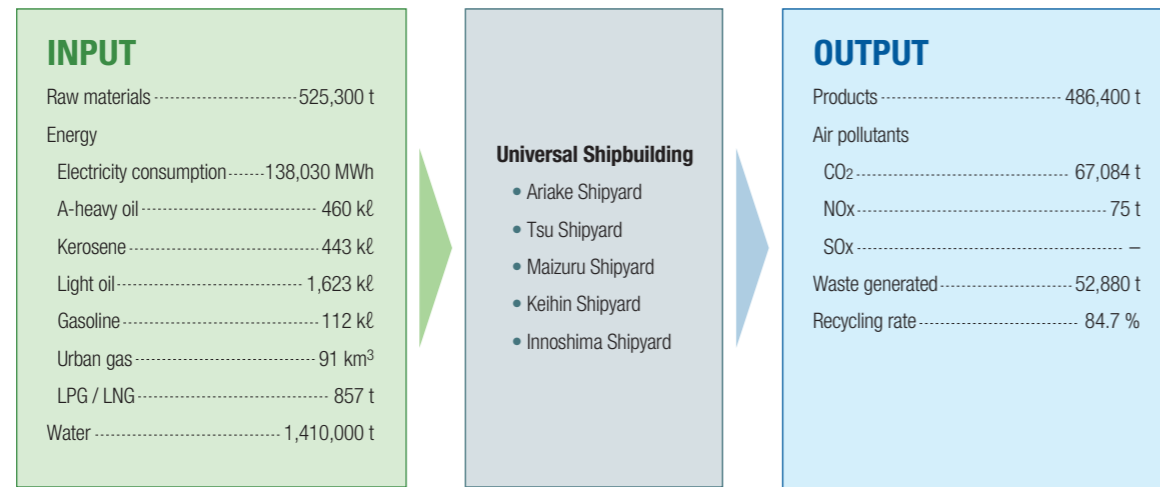 INPUT
Raw materials 525,300 t
Energy
Electricity consumption 138,030 MWh
A-heavy oil 460 kℓ
Kerosene 443 kℓ
Light oil 1,623 kℓ
Gasoline 112 kℓ
Urban gas 91 km³
LPG / LNG 857 t
Water 1,410,000 t
Universal Shipbuilding
• Ariake Shipyard
• Tsu Shipyard
• Maizuru Shipyard
• Keihin Shipyard
• Innoshima Shipyard
OUTPUT
Products 486,400 t
Air pollutants
CO2 67,084 t
NOx 75 t
SOx –
Waste generated 52,880 t
Recycling rate 84.7 %